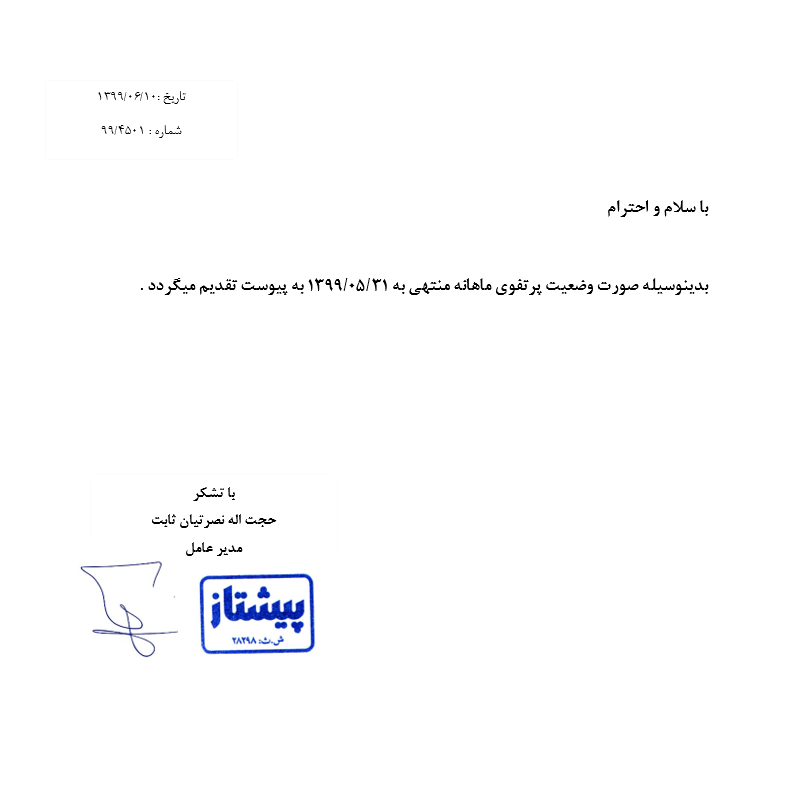 تاریخ :۱۳۹۹/۰۶/۱۰
شماره : ۹۹/۴۵۰۱
با سلام و احترام
بدینوسیله صورت وضعیت پرتفوی ماهانه منتهی به ۱۳۹۹/۰۵/۳۱ به پیوست تقدیم میگردد .
با تشکر
حجت اله نصرتیان ثابت
مدیر عامل
پیشتاز
ش.ث: ۲۸۲۹۸